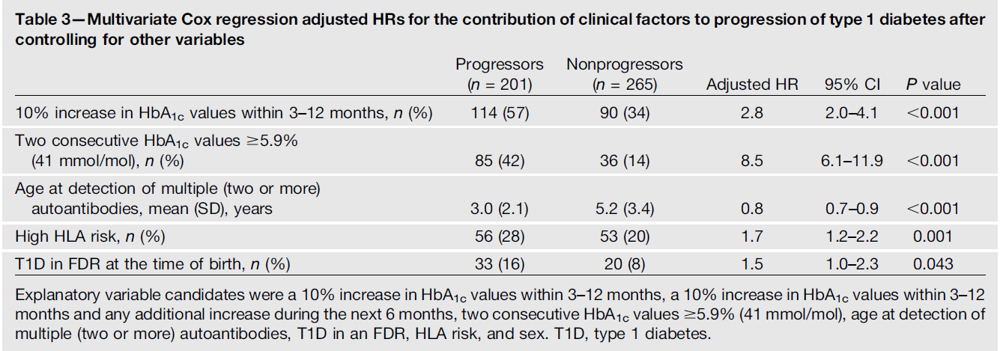 Table 3—Multivariate Cox regression adjusted HRs for the contribution of clinical factors to progression of type 1 diabetes after
controlling for other variables
Progressors Nonprogressors
(n = 201) (n = 265) Adjusted HR 95% CI P value
10% increase in HbA1c values within 3–12 months, n (%) 114 (57) 90 (34) 2.8 2.0–4.1 <0.001
Two consecutive HbA1c values ≥5.9%
(41 mmol/mol), n (%) 85 (42) 36 (14) 8.5 6.1–11.9 <0.001
Age at detection of multiple (two or more)
autoantibodies, mean (SD), years 3.0 (2.1) 5.2 (3.4) 0.8 0.7–0.9 <0.001
High HLA risk, n (%) 56 (28) 53 (20) 1.7 1.2–2.2 0.001
T1D in FDR at the time of birth, n (%) 33 (16) 20 (8) 1.5 1.0–2.3 0.043
Explanatory variable candidates were a 10% increase in HbA1c values within 3–12 months, a 10% increase in HbA1c values within 3–12
months and any additional increase during the next 6 months, two consecutive HbA1c values ≥5.9% (41 mmol/mol), age at detection of
multiple (two or more) autoantibodies, T1D in an FDR, HLA risk, and sex. T1D, type 1 diabetes.